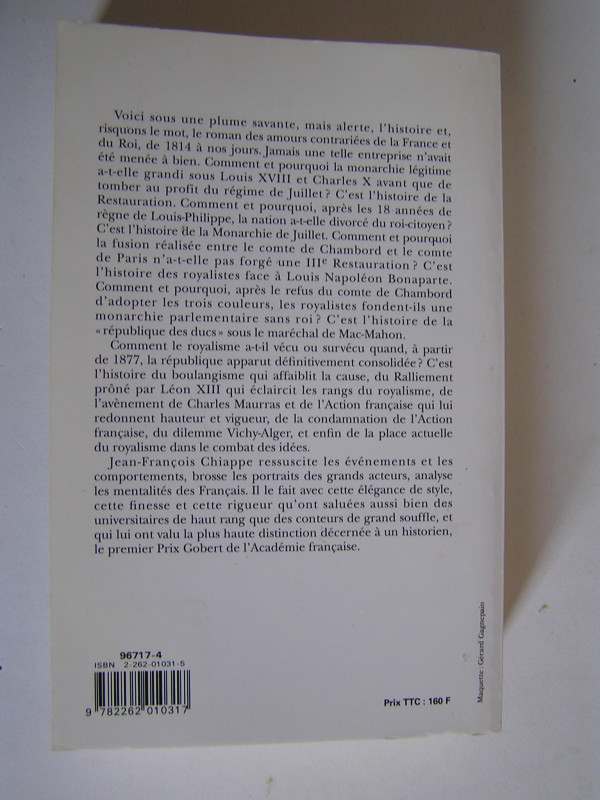 Voici sous une plume savante, mais alerte, l'histoire et,
risquons le mot, le roman des amours contrariées de la France et
du Roi, de 1814 à nos jours. Jamais une telle entreprise n'avait
été menée à bien. Comment et pourquoi la monarchie légitime
a-t-elle grandi sous Louis XVIII et Charles X avant que de
tomber au profit du régime de Juillet ? C'est l'histoire de la
Restauration. Comment et pourquoi, après les 18 années de
règne de Louis-Philippe, la nation a-t-elle divorcé du roi-citoyen ?
C'est l'histoire de la Monarchie de Juillet. Comment et pourquoi
la fusion réalisée entre le comte de Chambord et le comte
de Paris n'a-t-elle pas forgé une IIIe Restauration ? C'est
l'histoire des royalistes face à Louis Napoléon Bonaparte.
Comment et pourquoi, après le refus du comte de Chambord
d'adopter les trois couleurs, les royalistes fondent-ils une
monarchie parlementaire sans roi ? C'est l'histoire de la
« république des ducs » sous le maréchal de Mac-Mahon.
Comment le royalisme a-t-il vécu ou survécu quand, à partir
de 1877, la république apparut définitivement consolidée ? C'est
l'histoire du boulangisme qui affaiblit la cause, du Ralliement
prôné par Léon XIII qui éclaircit les rangs du royalisme, de
l'avènement de Charles Maurras et de l'Action française qui lui
redonnent hauteur et vigueur, de la condamnation de l'Action
française, du dilemme Vichy-Alger, et enfin de la place actuelle
du royalisme dans le combat des idées.
Jean-François Chiappe ressuscite les événements et les
comportements, brosse les portraits des grands acteurs, analyse
les mentalités des Français. Il le fait avec cette élégance de style,
cette finesse et cette rigueur qu'ont saluées aussi bien des
universitaires de haut rang que des conteurs de grand souffle, et
qui lui ont valu la plus haute distinction décernée à un historien,
le premier Prix Gobert de l'Académie française.
96717-4
ISBN 2-262-01031-5
9 782262 010317
Prix TTC : 160 F
Maquette : Gérard Gagnepain